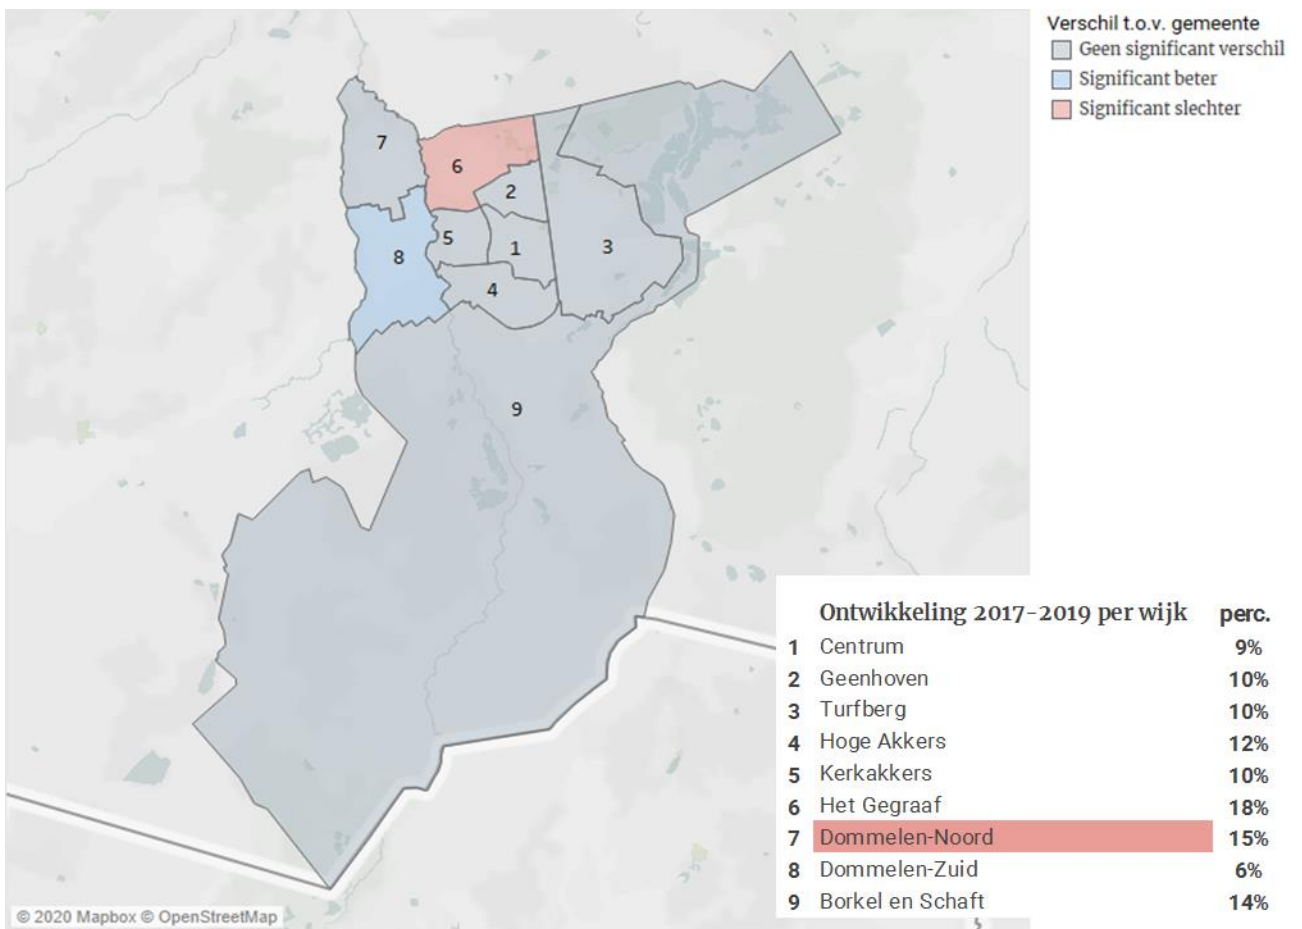 Verschil t.o.v. gemeente
Geen significant verschil
Significant beter
Significant slechter
7
6
2
5
1
3
8
4
9
Ontwikkeling 2017-2019 per wijk perc.
1 Centrum 9%
2 Geenhoven 10%
3 Turfberg 10%
4 Hoge Akkers 12%
5 Kerkakkers 10%
6 Het Gegraaf 18%
7 Dommelen-Noord 15%
8 Dommelen-Zuid 6%
9 Borkel en Schaft 14%
© 2020 Mapbox © OpenStreetMap